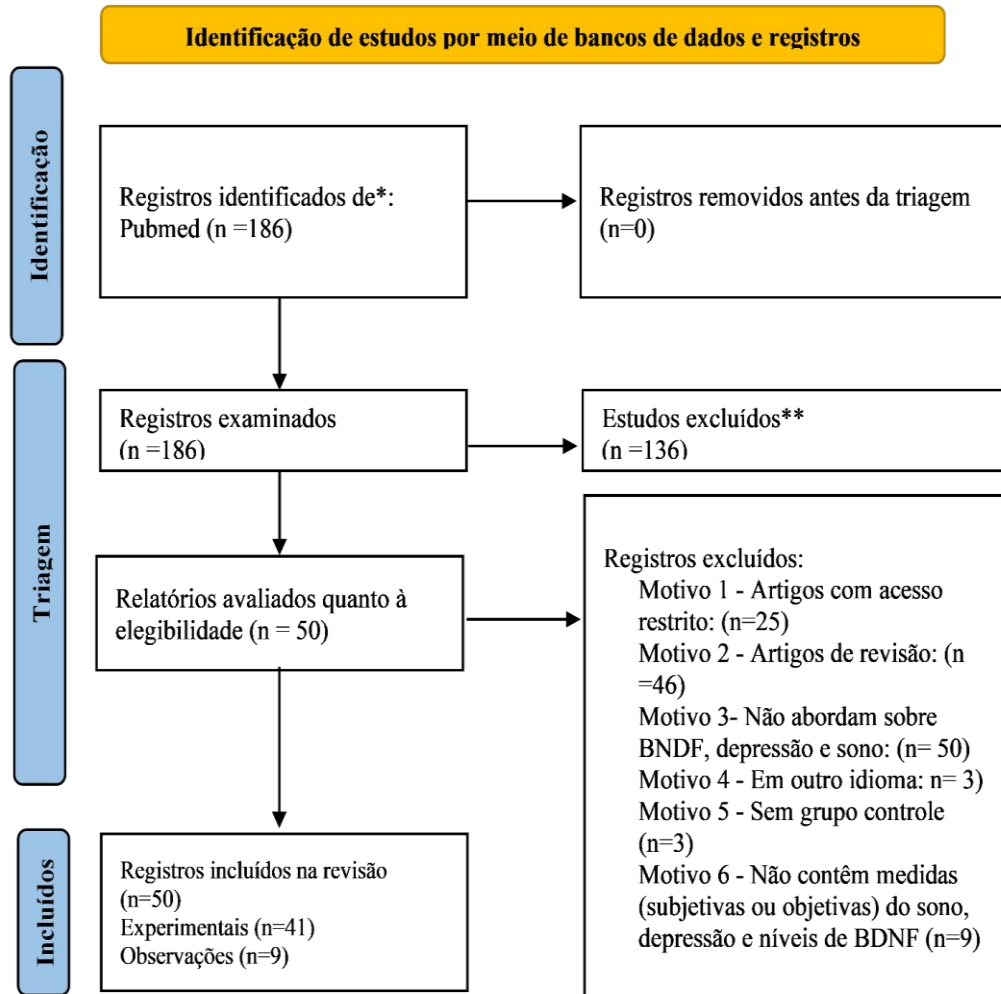 Identificação de estudos por meio de bancos de dados e registros
Identificação
Registros identificados de*:
Pubmed (n =186)
Registros removidos antes da triagem
(n=0)
Triagem
Registros examinados
(n =186)
Estudos excluídos**
(n =136)
Relatórios avaliados quanto à
elegibilidade (n = 50)
Registros excluídos:
Motivo 1 - Artigos com acesso
restrito: (n=25)
Motivo 2 - Artigos de revisão: (n
=46)
Motivo 3- Não abordam sobre
BNDF, depressão e sono: (n= 50)
Motivo 4 - Em outro idioma: n= 3)
Motivo 5 - Sem grupo controle
(n=3)
Motivo 6 - Não contêm medidas
(subjetivas ou objetivas) do sono,
depressão e níveis de BDNF (n=9)
Incluídos
Registros incluídos na revisão
(n=50)
Experimentais (n=41)
Observações (n=9)